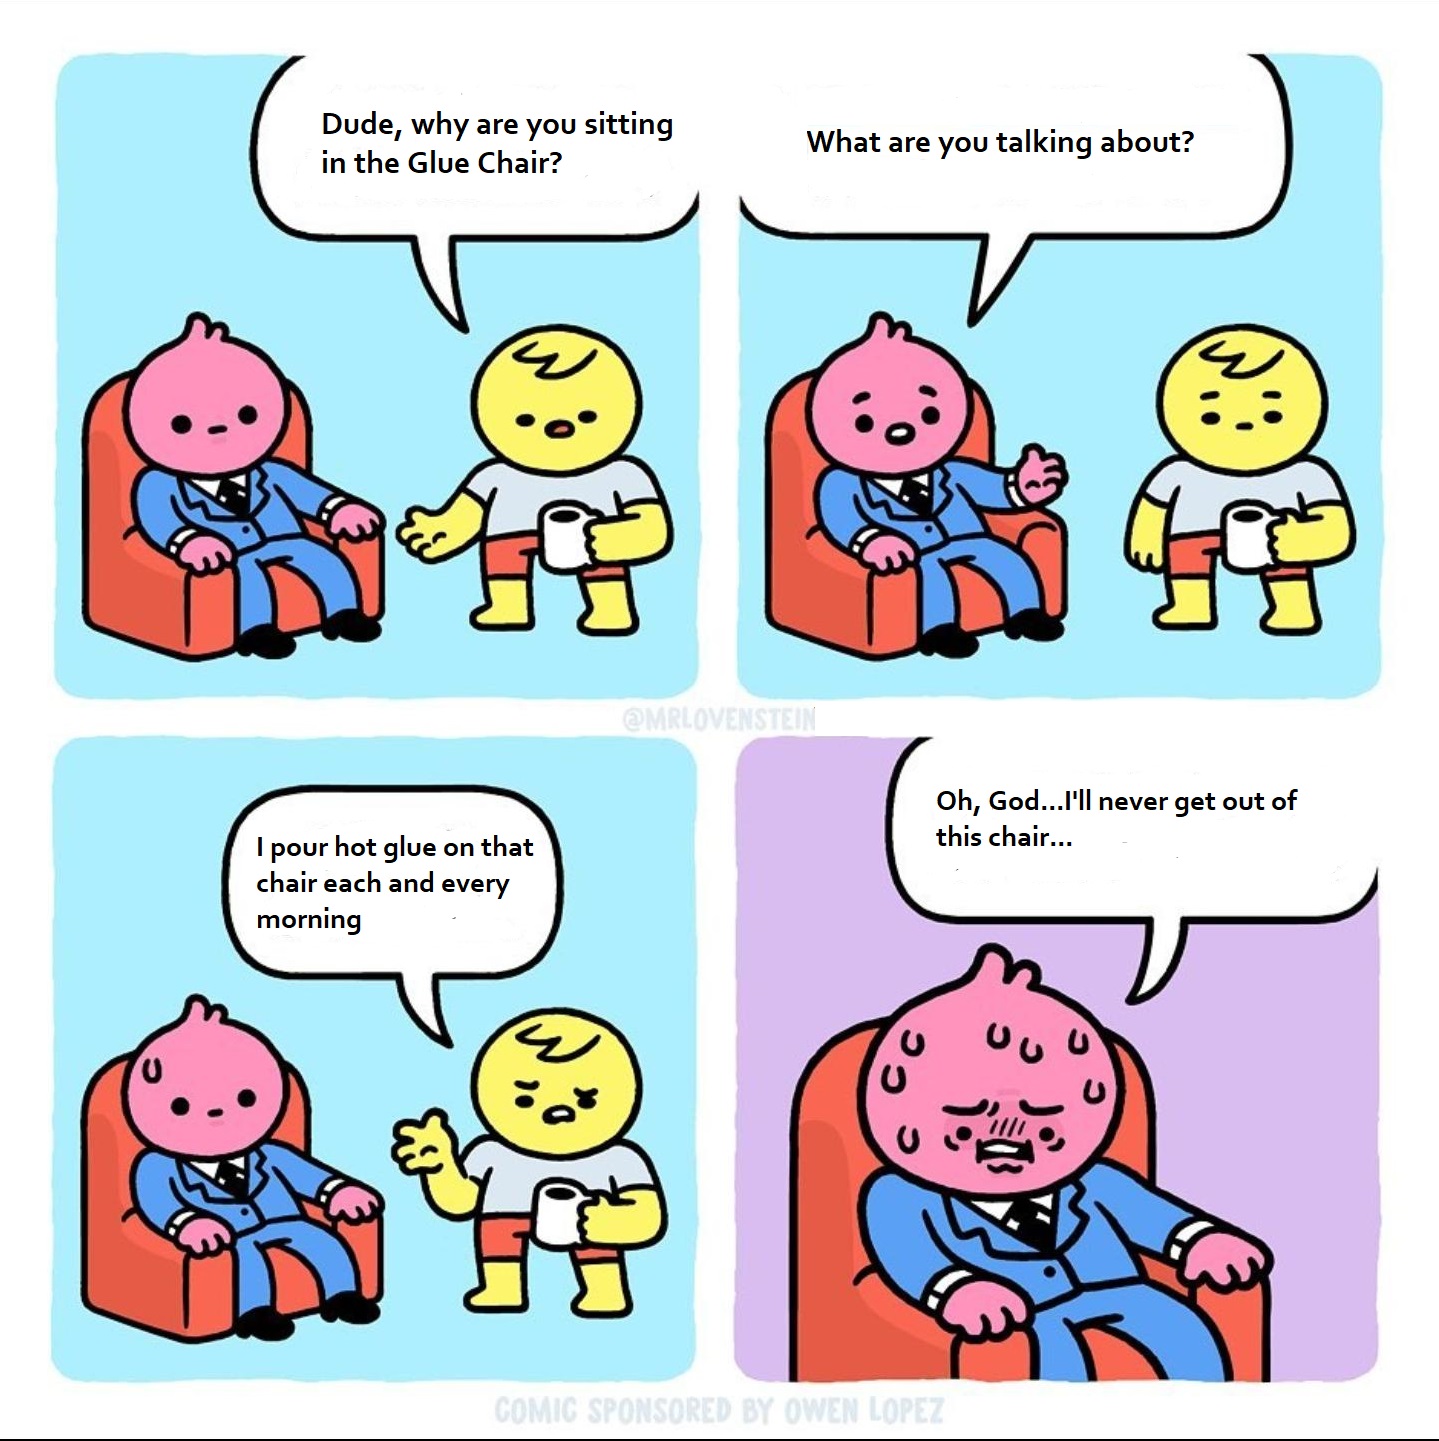 Dude, why are you sitting
in the Glue Chair?
What are you talking about?
@MRLOVENSTEIN
I pour hot glue on that
chair each and every
morning
Oh, God...I'll never get out of
this chair...
COMIC SPONSORED BY OWEN LOPEZ